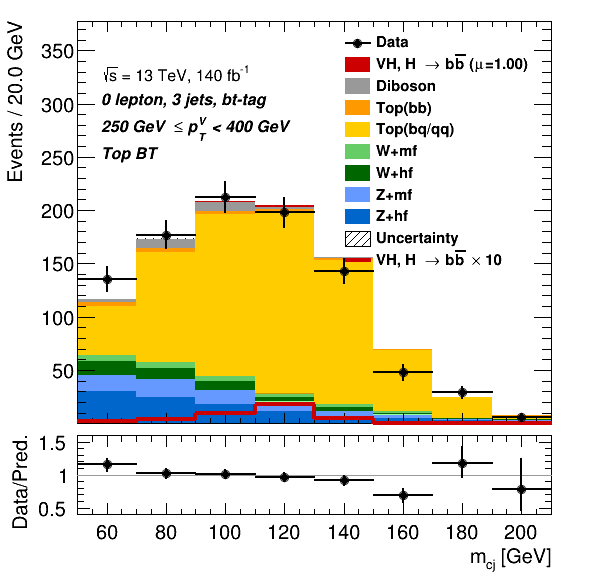 Events / 20.0 GeV
350
300
250
200
150
100
50
√s = 13 TeV, 140 fb⁻¹
0 lepton, 3 jets, bt-tag
250 GeV ≤ p_T^V < 400 GeV
Top BT
Data
VH, H → bb̅ (μ=1.00)
Diboson
Top(bb)
Top(bq/qq)
W+mf
W+hf
Z+mf
Z+hf
Uncertainty
VH, H → bb̅ × 10
Data/Pred.
1.5
1
0.5
60 80 100 120 140 160 180 200
m_cj [GeV]